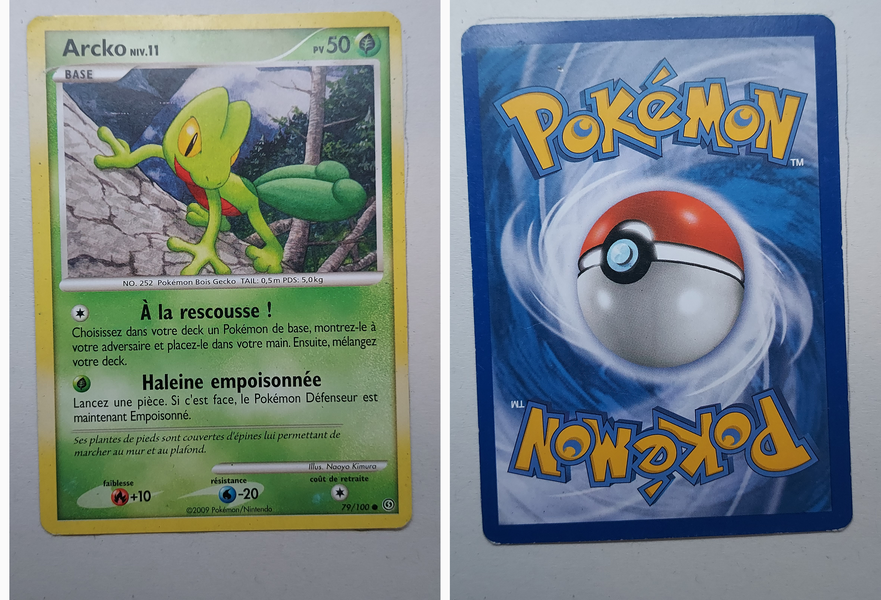 Arcko NIV.11
PV 50
BASE
NO. 252 Pokémon Bois Gecko TAIL: 0,5m PDS: 5,0kg
À la rescousse !
Choisissez dans votre deck un Pokémon de base, montrez-le à
votre adversaire et placez-le dans votre main. Ensuite, mélangez
votre deck.
Haleine empoisonnée
Lancez une pièce. Si c'est face, le Pokémon Défenseur est
maintenant Empoisonné.
Ses plantes de pieds sont couvertes d'épines lui permettant de
marcher au mur et au plafond.
Illus. Naoyo Kimura
faiblesse
+10
résistance
-20
coût de retraite
©2009 Pokémon/Nintendo
79/100
POKéMON
TM
POKéMON
TM